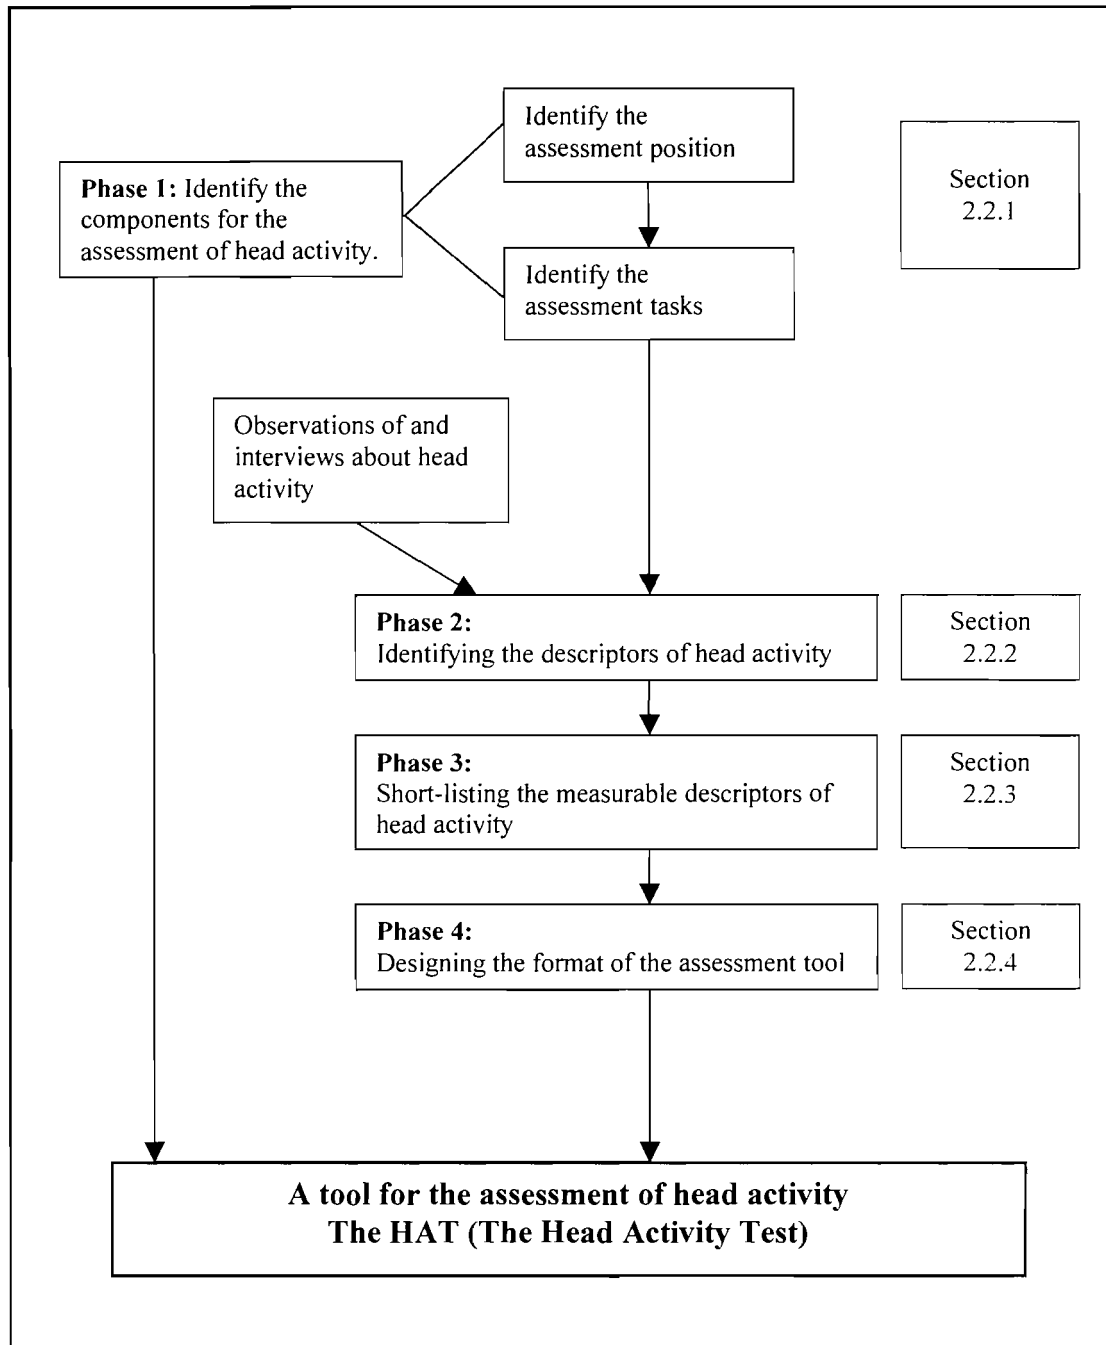 Identify the
assessment position
Section
2.2.1
Phase 1: Identify the
components for the
assessment of head activity.
Identify the
assessment tasks
Observations of and
interviews about head
activity
Phase 2:
Identifying the descriptors of head activity
Section
2.2.2
Phase 3:
Short-listing the measurable descriptors of
head activity
Section
2.2.3
Phase 4:
Designing the format of the assessment tool
Section
2.2.4
A tool for the assessment of head activity
The HAT (The Head Activity Test)